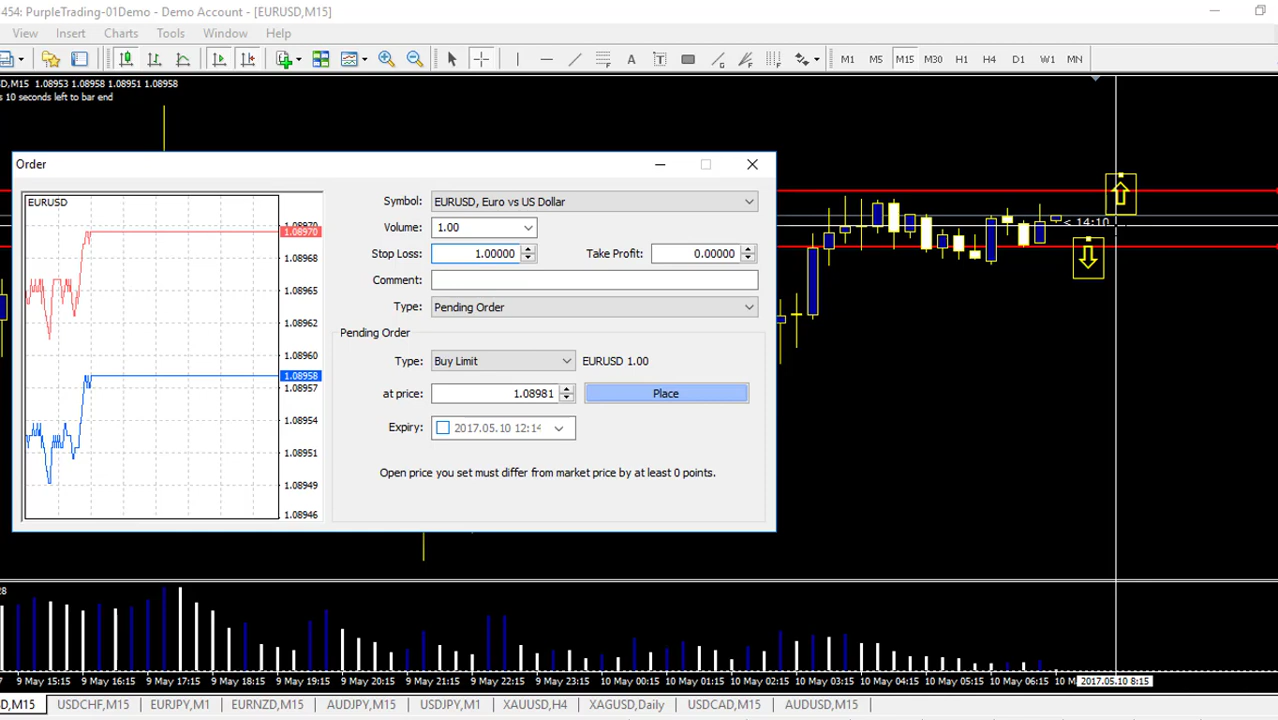 454: PurpleTrading-01Demo - Demo Account - [EURUSD,M15]
View Insert Charts Tools Window Help
A T M1 M5 M15 M30 H1 H4 D1 W1 MN
D,M15 1.08953 1.08958 1.08951 1.08958
s 10 seconds left to bar end
Order
EURUSD
1.08970
1.08970
1.08968
1.08965
1.08962
1.08960
1.08958
1.08957
1.08954
1.08951
1.08949
1.08946
Symbol: EURUSD, Euro vs US Dollar
Volume: 1.00
Stop Loss: 1.00000 Take Profit: 0.00000
Comment:
Type: Pending Order
Pending Order
Type: Buy Limit EURUSD 1.00
at price: 1.08981 Place
Expiry: 2017.05.10 12:14
Open price you set must differ from market price by at least 0 points.
< 14:10
28
7 9 May 15:15 9 May 16:15 9 May 17:15 9 May 18:15 9 May 19:15 9 May 20:15 9 May 21:15 9 May 22:15 9 May 23:15 10 May 00:15 10 May 01:15 10 May 02:15 10 May 03:15 10 May 04:15 10 May 05:15 10 May 06:15 10 M 2017.05.10 8:15
D,M15 USDCHF,M15 EURJPY,M1 EURNZD,M15 AUDJPY,M15 USDJPY,M1 XAUUSD,H4 XAGUSD,Daily USDCAD,M15 AUDUSD,M15